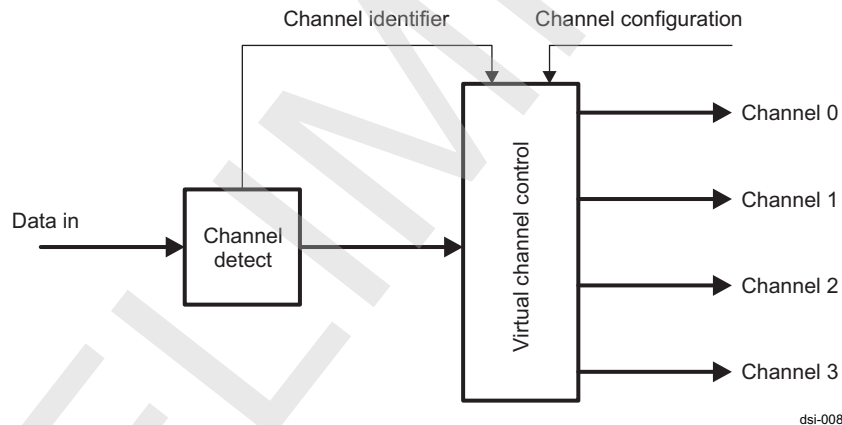 Channel identifier
Channel configuration
Channel 0
Channel 1
Data in
Channel
detect
Virtual channel control
Channel 2
Channel 3
dsi-008